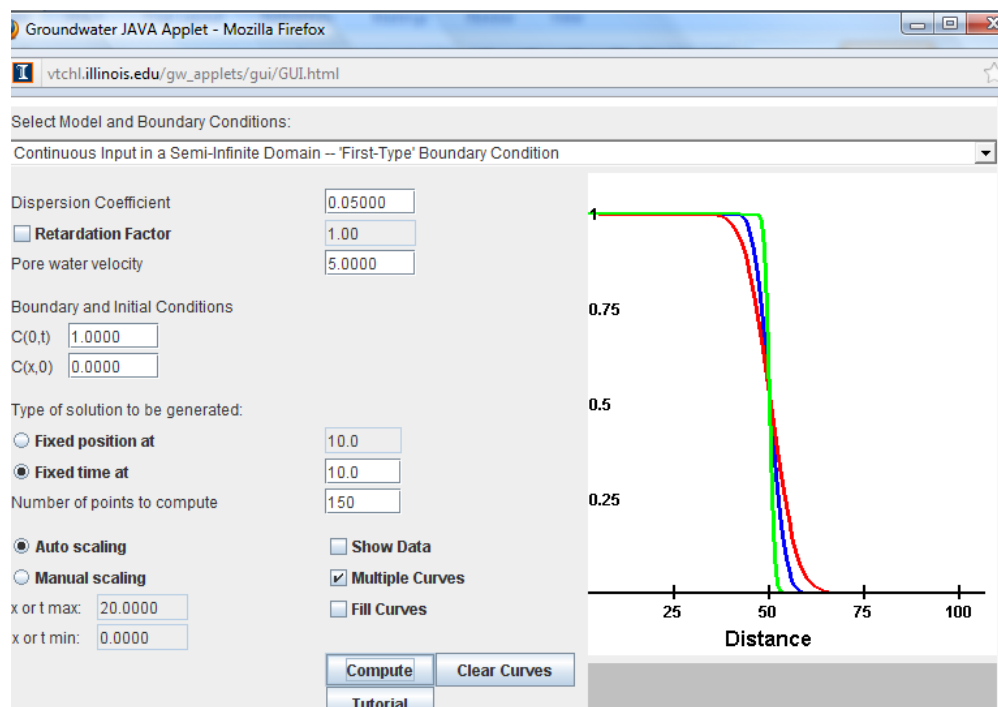 Groundwater JAVA Applet - Mozilla Firefox
vtchl.illinois.edu/gw_applets/gui/GUI.html
Select Model and Boundary Conditions:
Continuous Input in a Semi-Infinite Domain -- 'First-Type' Boundary Condition
Dispersion Coefficient 0.05000
Retardation Factor 1.00
Pore water velocity 5.0000
Boundary and Initial Conditions
C(0,t) 1.0000
C(x,0) 0.0000
Type of solution to be generated:
Fixed position at 10.0
Fixed time at 10.0
Number of points to compute 150
Auto scaling Show Data
Manual scaling Multiple Curves
x or t max: 20.0000 Fill Curves
x or t min: 0.0000
Compute Clear Curves
Tutorial
1
0.75
0.5
0.25
25 50 75 100
Distance